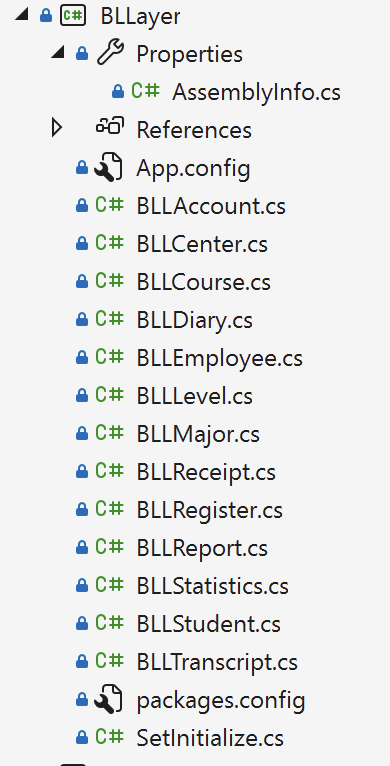 C# BLLayer
Properties
C# AssemblyInfo.cs
References
App.config
C# BLLAccount.cs
C# BLLCenter.cs
C# BLLCourse.cs
C# BLLDiary.cs
C# BLLEmployee.cs
C# BLLLevel.cs
C# BLLMajor.cs
C# BLLReceipt.cs
C# BLLRegister.cs
C# BLLReport.cs
C# BLLStatistics.cs
C# BLLStudent.cs
C# BLLTranscript.cs
packages.config
C# SetInitialize.cs